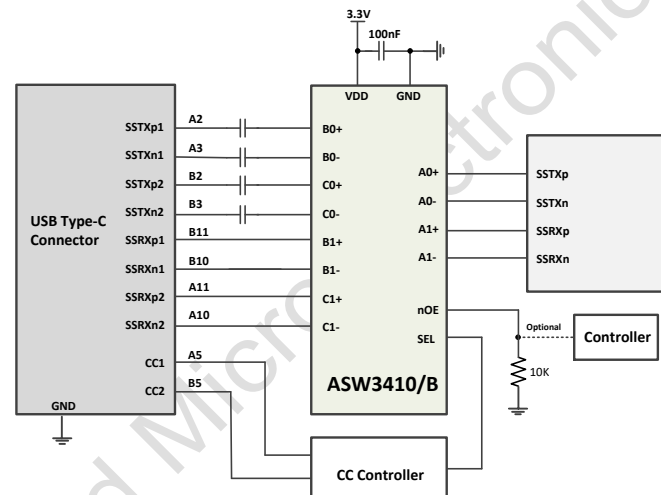 3.3V
100nF
VDD GND
SSTXp1 A2 B0+
SSTXn1 A3 B0-
SSTXp2 B2 C0+
SSTXn2 B3 C0-
SSRXp1 B11 B1+
SSRXn1 B10 B1-
SSRXp2 A11 C1+
SSRXn2 A10 C1-
CC1 A5
CC2 B5
USB Type-C
Connector
GND
A0+ SSTXp
A0- SSTXn
A1+ SSRXp
A1- SSRXn
nOE
SEL
Optional
Controller
10K
ASW3410/B
CC Controller